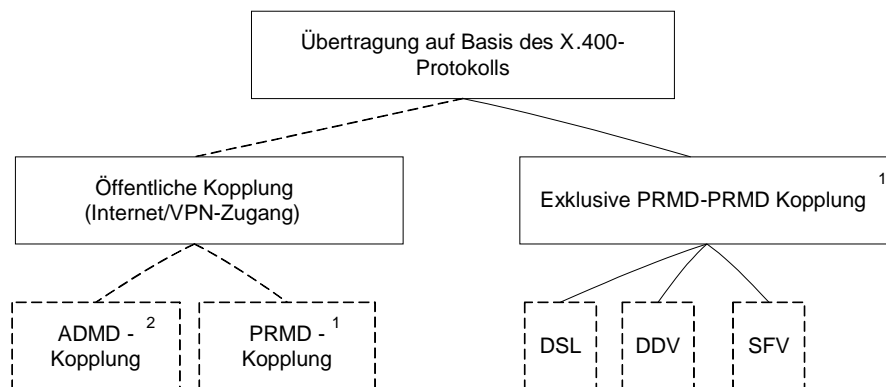 Übertragung auf Basis des X.400-
Protokolls
Öffentliche Kopplung
(Internet/VPN-Zugang)
Exklusive PRMD-PRMD Kopplung 1
ADMD - 2
Kopplung
PRMD - 1
Kopplung
DSL
DDV
SFV